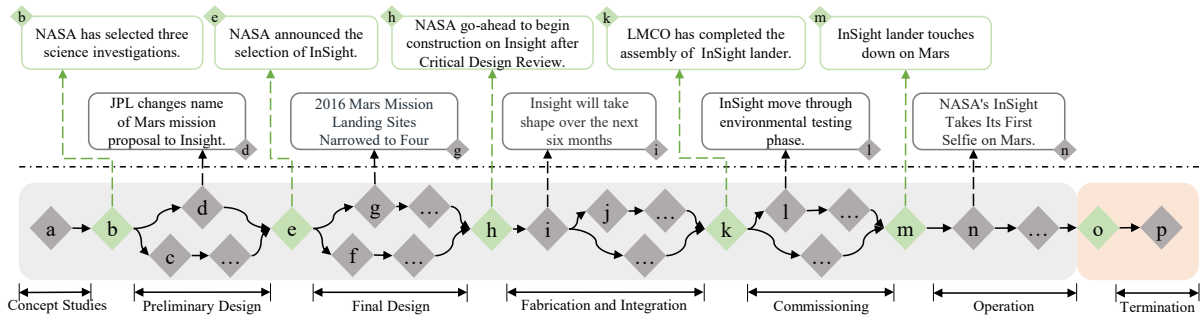 b
NASA has selected three
science investigations.
e
NASA announced the
selection of InSight.
h
NASA go-ahead to begin
construction on Insight after
Critical Design Review.
k
LMCO has completed the
assembly of InSight lander.
m
InSight lander touches
down on Mars
JPL changes name
of Mars mission
proposal to Insight.
d
2016 Mars Mission
Landing Sites
Narrowed to Four
g
Insight will take
shape over the next
six months
i
InSight move through
environmental testing
phase.
l
NASA's InSight
Takes Its First
Selfie on Mars.
n
a
b
d
c
...
e
g
...
f
...
h
i
j
...
...
k
l
...
...
m
n
...
o
p
Concept Studies
Preliminary Design
Final Design
Fabrication and Integration
Commissioning
Operation
Termination